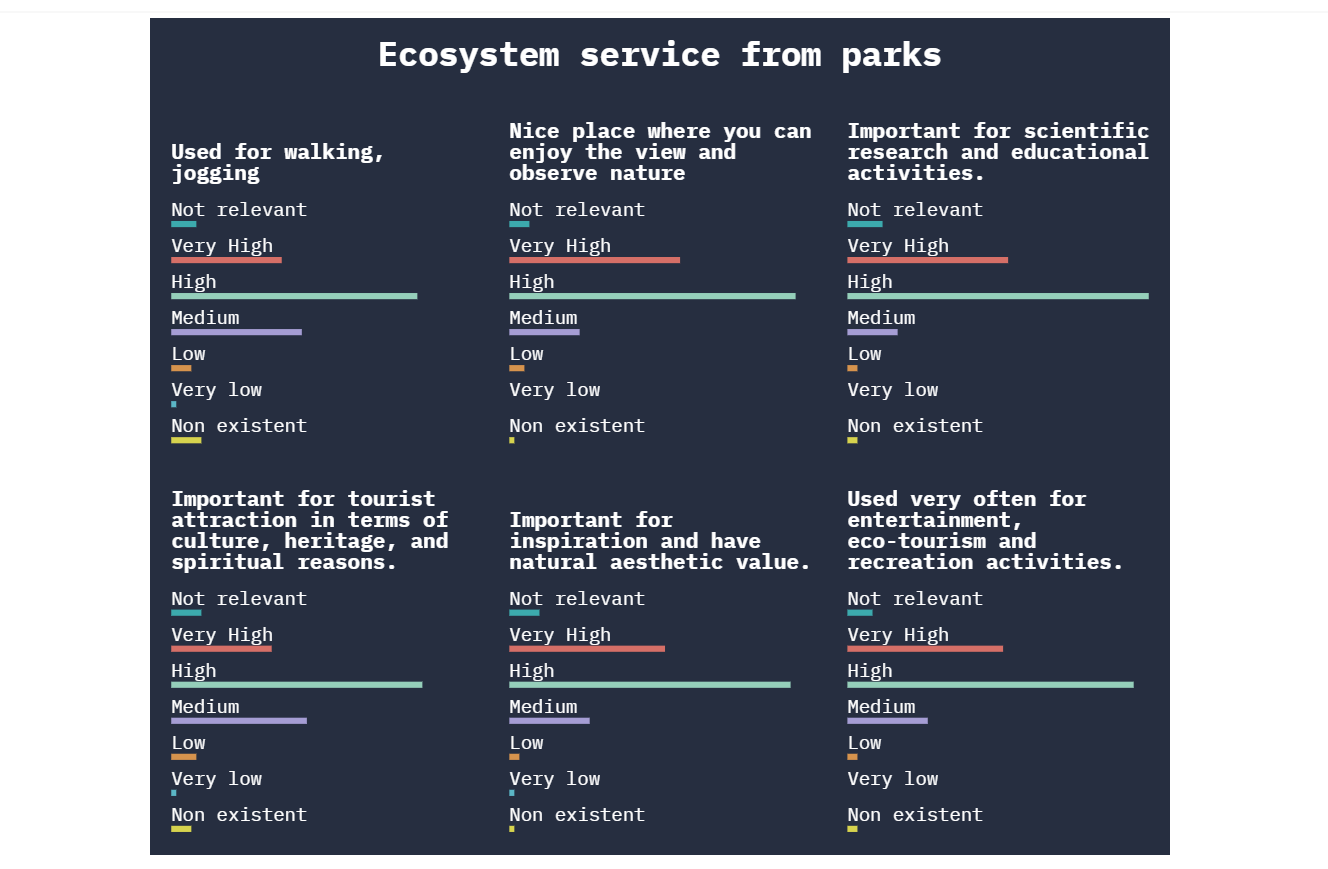 Ecosystem service from parks
Used for walking,
jogging
Not relevant
Very High
High
Medium
Low
Very low
Non existent
Nice place where you can
enjoy the view and
observe nature
Not relevant
Very High
High
Medium
Low
Very low
Non existent
Important for scientific
research and educational
activities.
Not relevant
Very High
High
Medium
Low
Very low
Non existent
Important for tourist
attraction in terms of
culture, heritage, and
spiritual reasons.
Not relevant
Very High
High
Medium
Low
Very low
Non existent
Important for
inspiration and have
natural aesthetic value.
Not relevant
Very High
High
Medium
Low
Very low
Non existent
Used very often for
entertainment,
eco-tourism and
recreation activities.
Not relevant
Very High
High
Medium
Low
Very low
Non existent